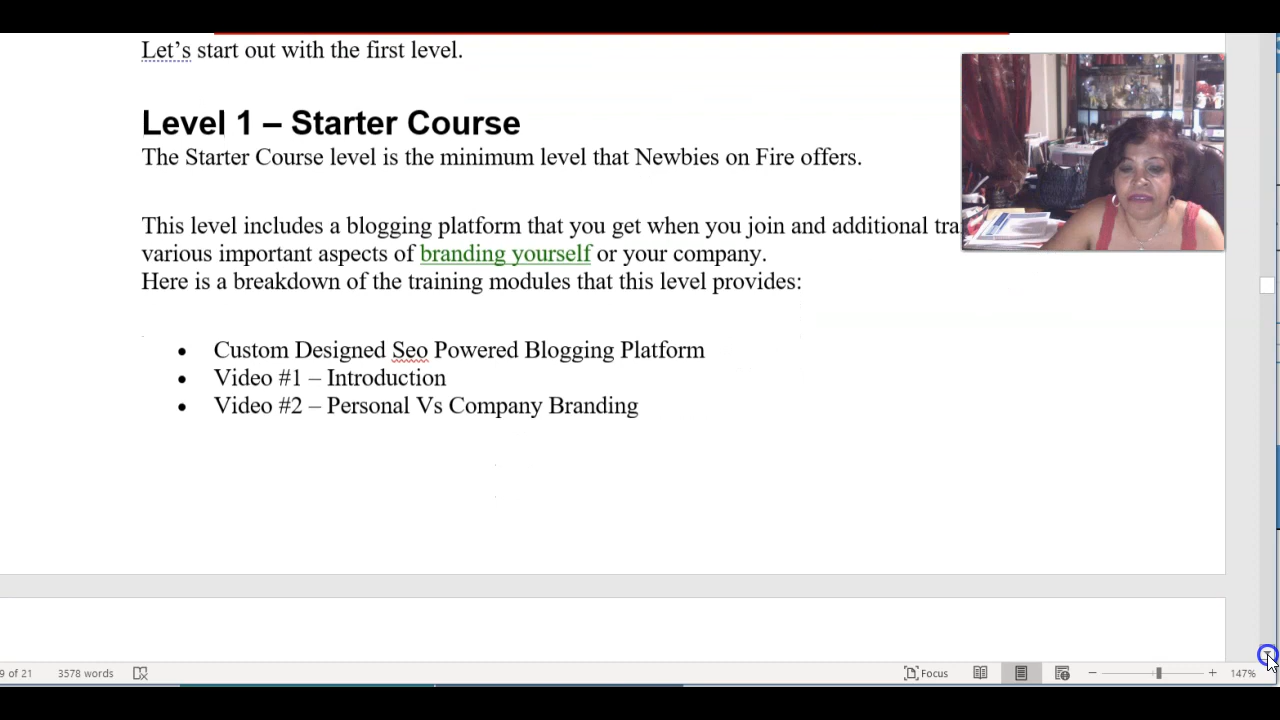 Let's start out with the first level.
Level 1 – Starter Course
The Starter Course level is the minimum level that Newbies on Fire offers.
This level includes a blogging platform that you get when you join and additional
various important aspects of branding yourself or your company.
Here is a breakdown of the training modules that this level provides:
• Custom Designed Seo Powered Blogging Platform
• Video #1 – Introduction
• Video #2 – Personal Vs Company Branding
9 of 21 3578 words Focus 147%